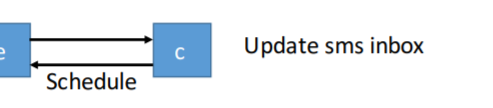 e
c
Update sms inbox
Schedule